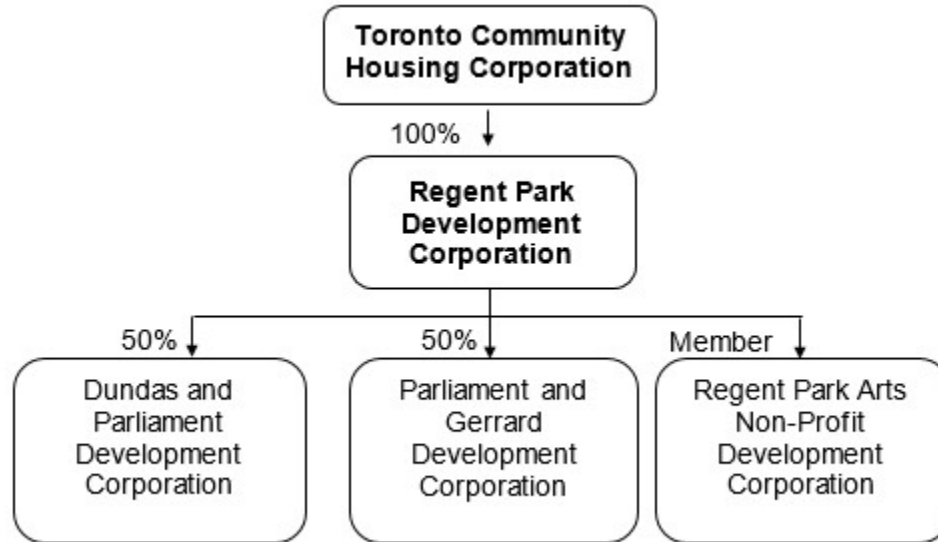 Toronto Community
Housing Corporation
100%
Regent Park
Development
Corporation
50%
50%
Member
Dundas and
Parliament
Development
Corporation
Parliament and
Gerrard
Development
Corporation
Regent Park Arts
Non-Profit
Development
Corporation